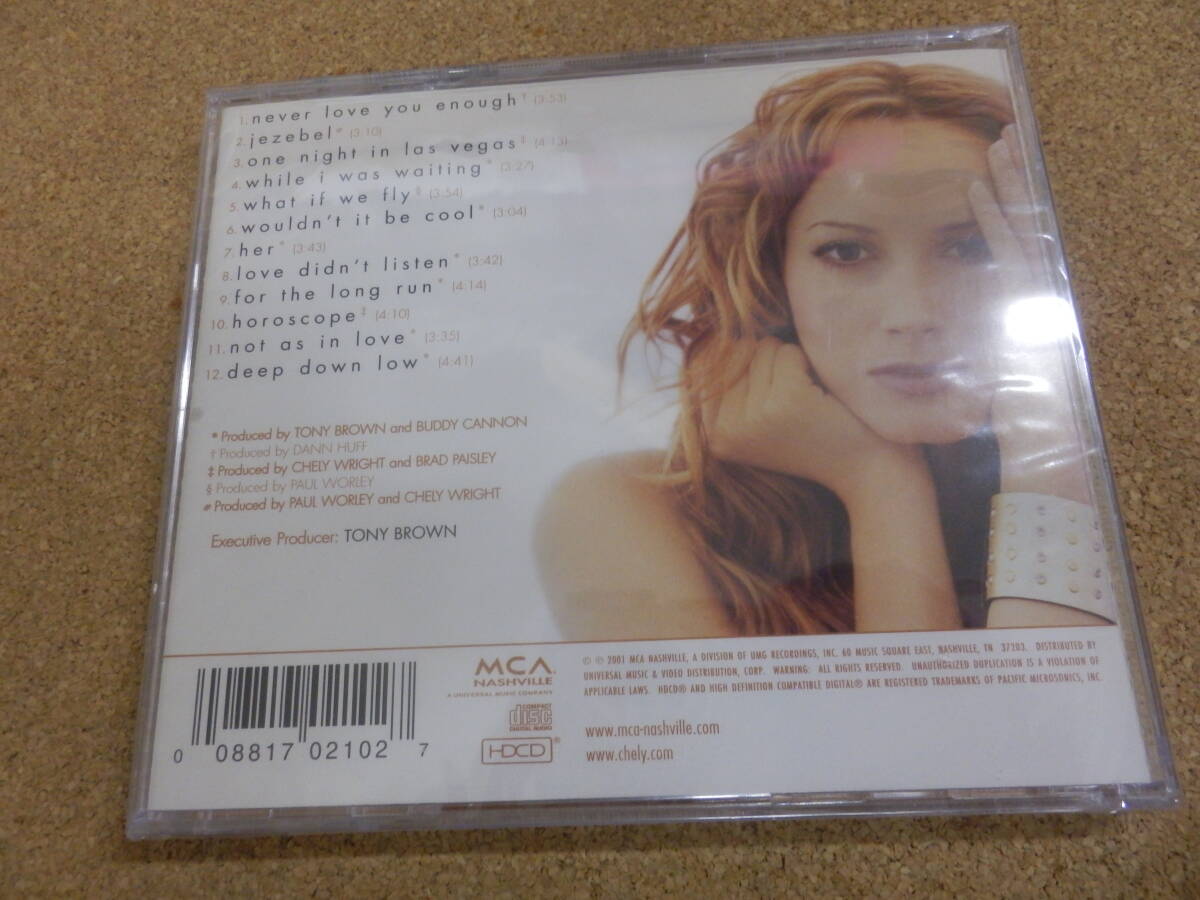 1. never love you enough† (3:53)
2. jezebel* (3:10)
3. one night in las vegas‡ (4:13)
4. while i was waiting* (3:27)
5. what if we fly§ (3:54)
6. wouldn't it be cool* (3:04)
7. her* (3:43)
8. love didn't listen* (3:42)
9. for the long run* (4:14)
10. horoscope‡ (4:10)
11. not as in love* (3:35)
12. deep down low* (4:41)
* Produced by TONY BROWN and BUDDY CANNON
† Produced by DANN HUFF
‡ Produced by CHELY WRIGHT and BRAD PAISLEY
§ Produced by PAUL WORLEY
# Produced by PAUL WORLEY and CHELY WRIGHT
Executive Producer: TONY BROWN
0 08817 02102 7
MCA
NASHVILLE
A UNIVERSAL MUSIC COMPANY
COMPACT
disc
DIGITAL AUDIO
HDCD®
© ℗ 2001 MCA NASHVILLE, A DIVISION OF UMG RECORDINGS, INC. 60 MUSIC SQUARE EAST, NASHVILLE, TN 37203. DISTRIBUTED BY
UNIVERSAL MUSIC & VIDEO DISTRIBUTION, CORP. WARNING: ALL RIGHTS RESERVED. UNAUTHORIZED DUPLICATION IS A VIOLATION OF
APPLICABLE LAWS. HDCD® AND HIGH DEFINITION COMPATIBLE DIGITAL® ARE REGISTERED TRADEMARKS OF PACIFIC MICROSONICS, INC.
www.mca-nashville.com
www.chely.com